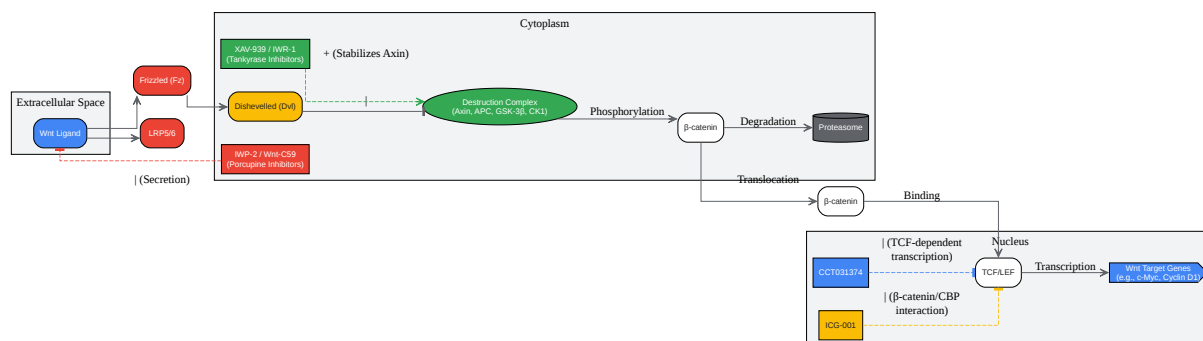 Cytoplasm
XAV-939 / IWR-1
(Tankyrase Inhibitors)
+ (Stabilizes Axin)
Frizzled (Fz)
Extracellular Space
Dishevelled (Dvl)
|
Destruction Complex
(Axin, APC, GSK-3β, CK1)
Phosphorylation
Wnt Ligand
LRP5/6
β-catenin
Degradation
Proteasome
IWP-2 / Wnt-C59
(Porcupine Inhibitors)
| (Secretion)
Translocation
β-catenin
Binding
Nucleus
| (TCF-dependent
transcription)
CCT031374
TCF/LEF
Transcription
Wnt Target Genes
(e.g., c-Myc, Cyclin D1)
| (β-catenin/CBP
interaction)
ICG-001